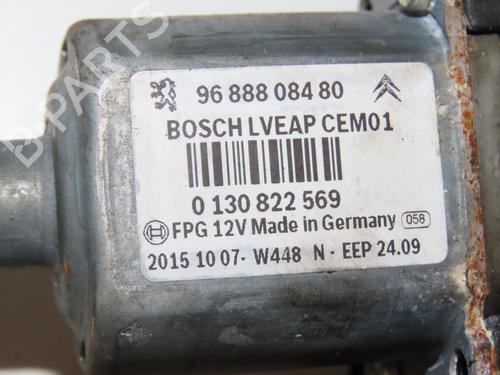 96 888 084 80
BOSCH LVEAP CEM01
0 130 822 569
FPG 12V Made in Germany 058
2015 10 07- W448 N - EEP 24.09